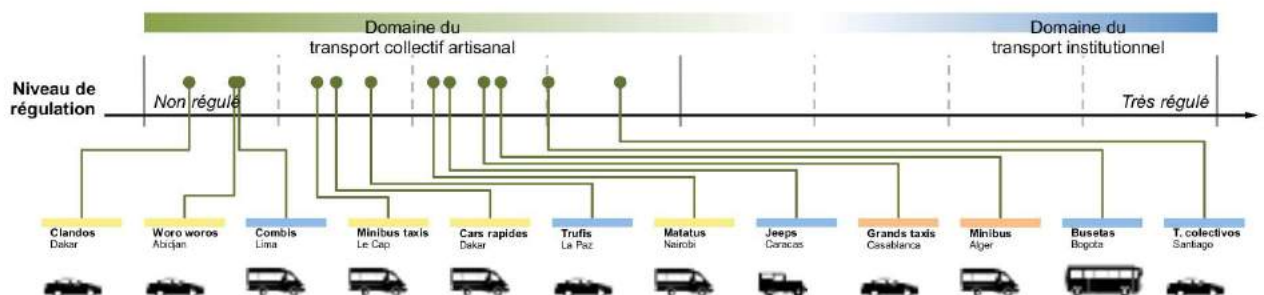 Domaine du
transport collectif artisanal
Domaine du
transport institutionnel
Niveau de
régulation
Non régulé
Très régulé
Clandos
Dakar
Woro woros
Abidjan
Combis
Lima
Minibus taxis
Le Cap
Cars rapides
Dakar
Trufis
La Paz
Matatus
Nairobi
Jeeps
Caracas
Grands taxis
Casablanca
Minibus
Alger
Busetas
Bogota
T. colectivos
Santiago